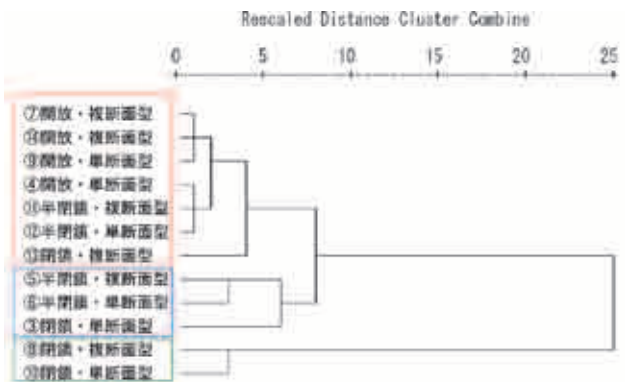 Rescaled Distance Cluster Combine
0 5 10 15 20 25
⑦開放・複断面型
開放・複断面型
⑨開放・単断面型
④開放・単断面型
半閉鎖・複断面型
⑫半閉鎖・単断面型
閉鎖・複断面型
⑤半閉鎖・複断面型
⑥半閉鎖・単断面型
③閉鎖・単断面型
⑧閉鎖・複断面型
⑩閉鎖・単断面型